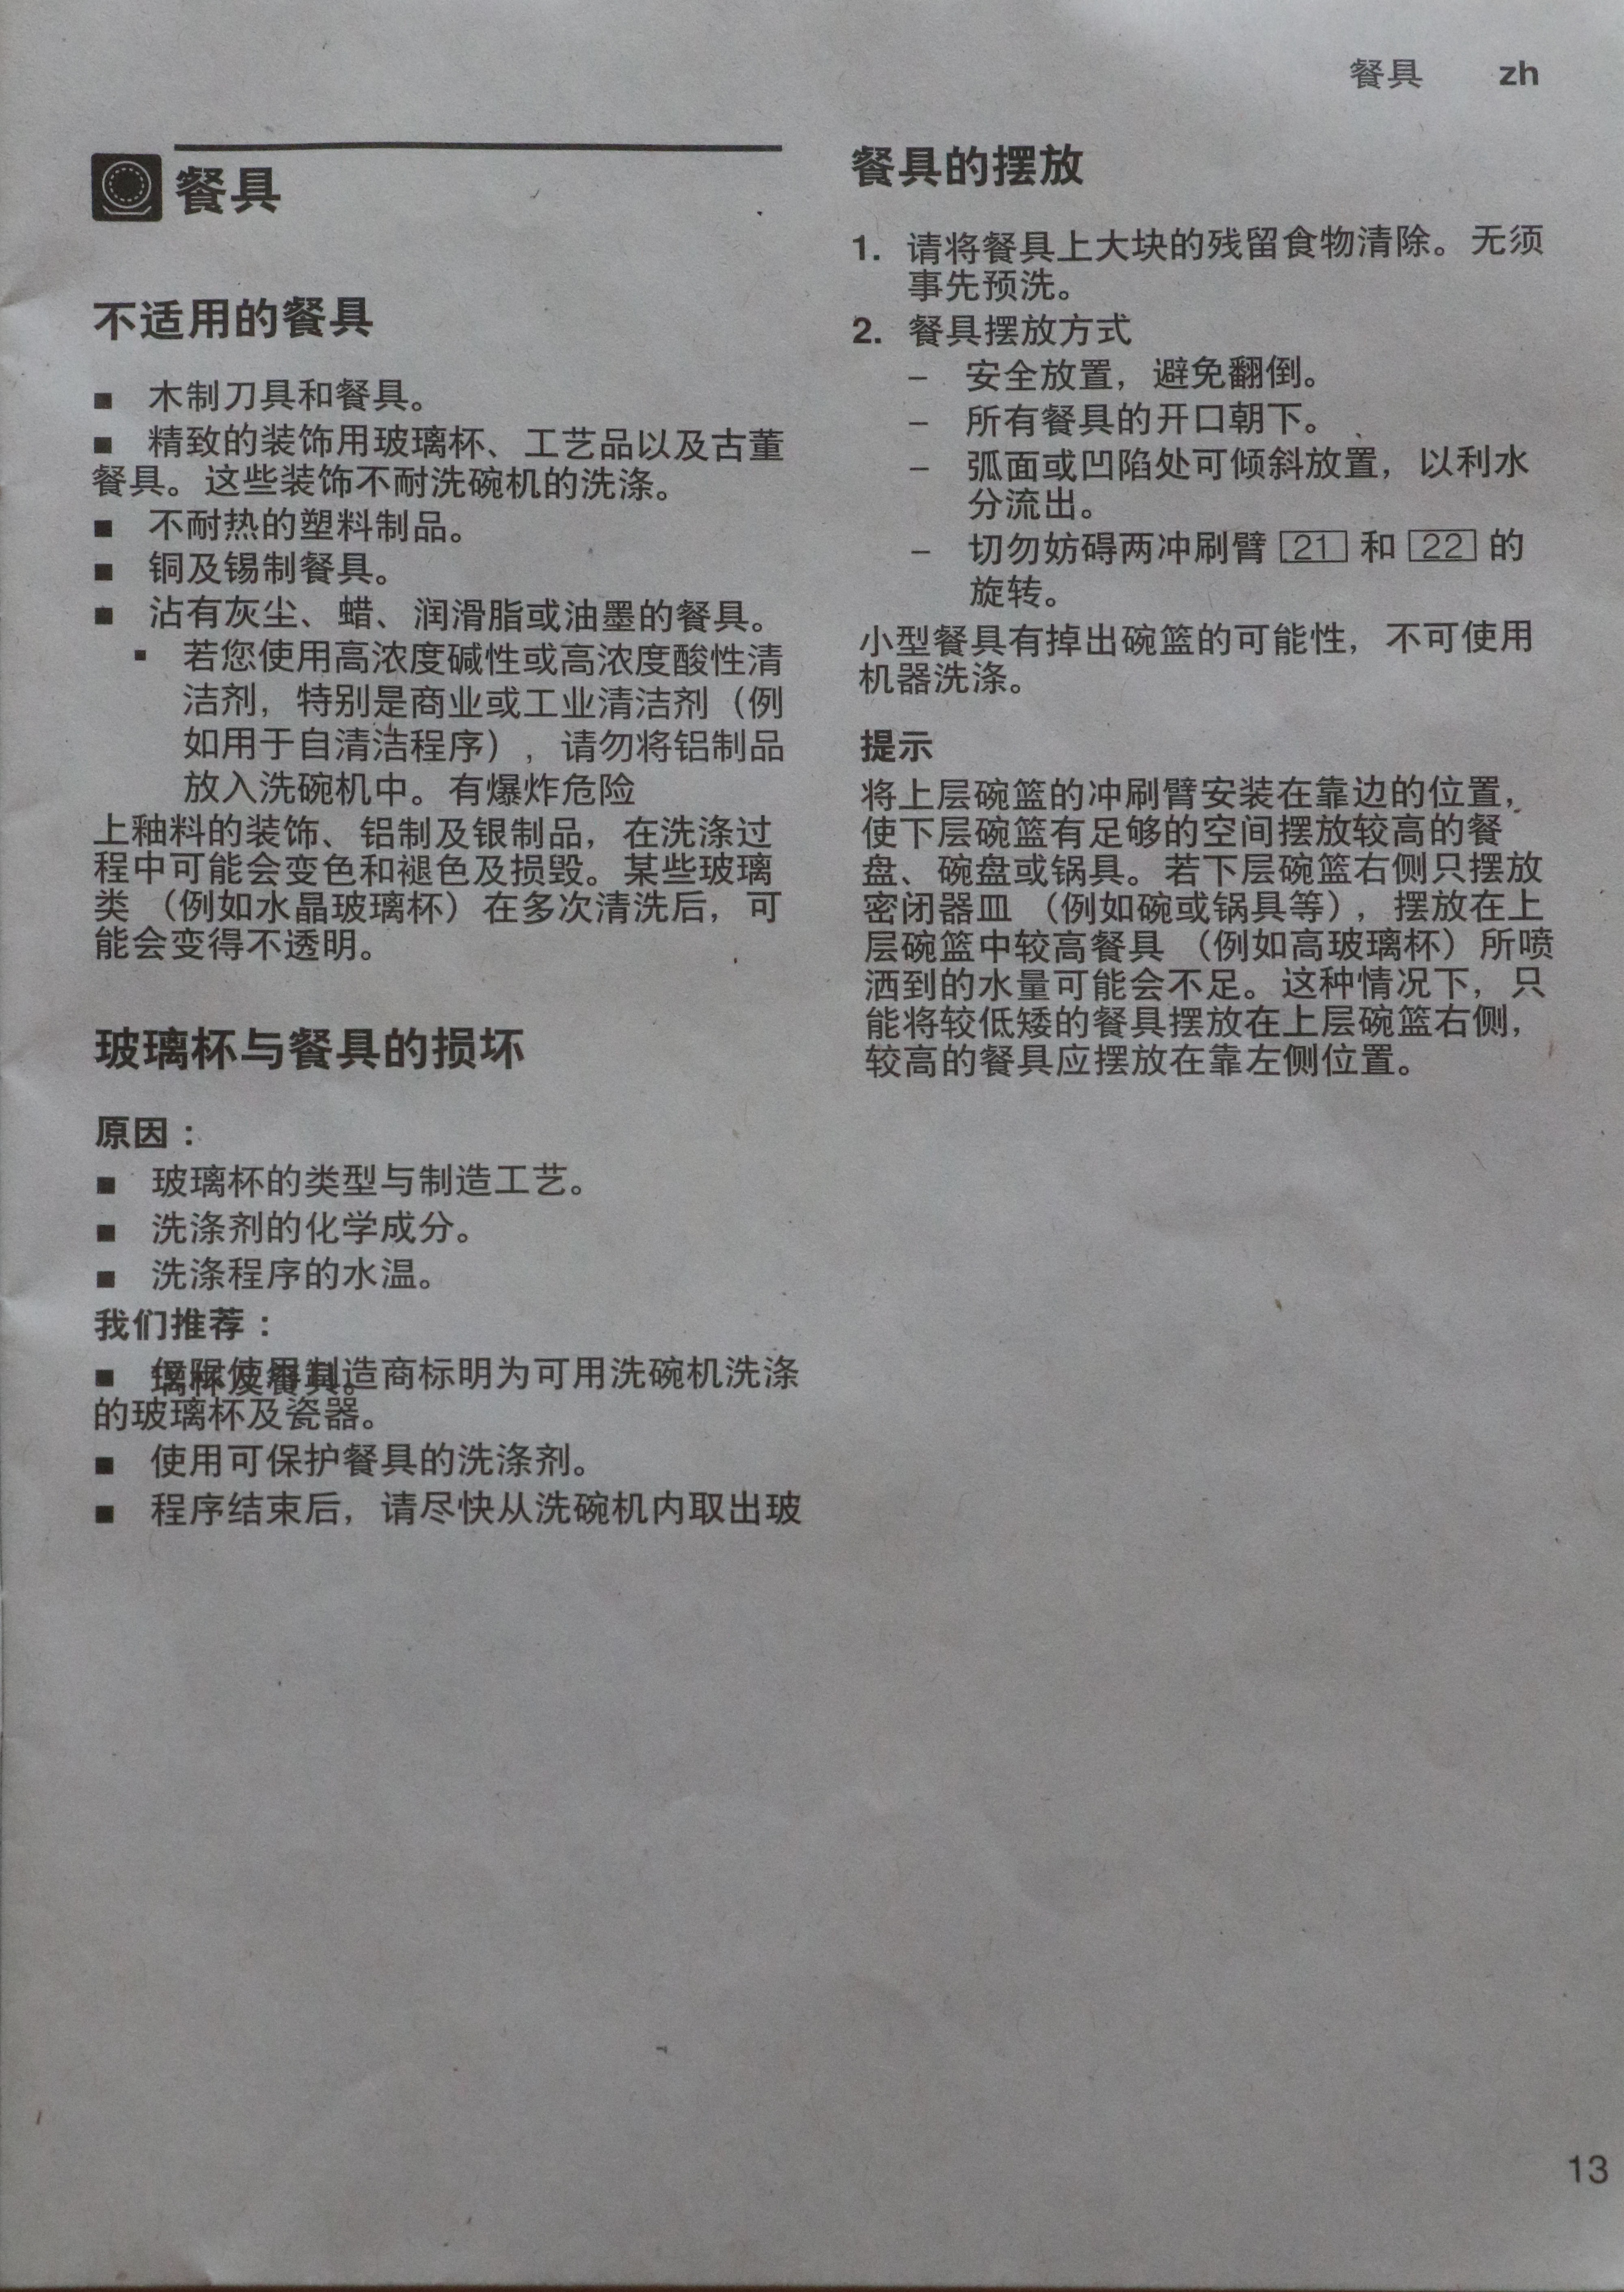 餐具 zh
餐具
不适用的餐具
■ 木制刀具和餐具。
■ 精致的装饰用玻璃杯、工艺品以及古董
餐具。这些装饰不耐洗碗机的洗涤。
■ 不耐热的塑料制品。
■ 铜及锡制餐具。
■ 沾有灰尘、蜡、润滑脂或油墨的餐具。
▪ 若您使用高浓度碱性或高浓度酸性清
洁剂，特别是商业或工业清洁剂（例
如用于自清洁程序），请勿将铝制品
放入洗碗机中。有爆炸危险
上釉料的装饰、铝制及银制品，在洗涤过
程中可能会变色和褪色及损毁。某些玻璃
类 （例如水晶玻璃杯）在多次清洗后，可
能会变得不透明。
玻璃杯与餐具的损坏
原因：
■ 玻璃杯的类型与制造工艺。
■ 洗涤剂的化学成分。
■ 洗涤程序的水温。
我们推荐：
■ 仅限使用制造商标明为可用洗碗机洗涤
璃杯及餐具。
的玻璃杯及瓷器。
■ 使用可保护餐具的洗涤剂。
■ 程序结束后，请尽快从洗碗机内取出玻
餐具的摆放
1. 请将餐具上大块的残留食物清除。无须
事先预洗。
2. 餐具摆放方式
– 安全放置，避免翻倒。
– 所有餐具的开口朝下。
– 弧面或凹陷处可倾斜放置，以利水
分流出。
– 切勿妨碍两冲刷臂 21 和 22 的
旋转。
小型餐具有掉出碗篮的可能性，不可使用
机器洗涤。
提示
将上层碗篮的冲刷臂安装在靠边的位置，
使下层碗篮有足够的空间摆放较高的餐
盘、碗盘或锅具。若下层碗篮右侧只摆放
密闭器皿 （例如碗或锅具等），摆放在上
层碗篮中较高餐具 （例如高玻璃杯）所喷
洒到的水量可能会不足。这种情况下，只
能将较低矮的餐具摆放在上层碗篮右侧，
较高的餐具应摆放在靠左侧位置。
13